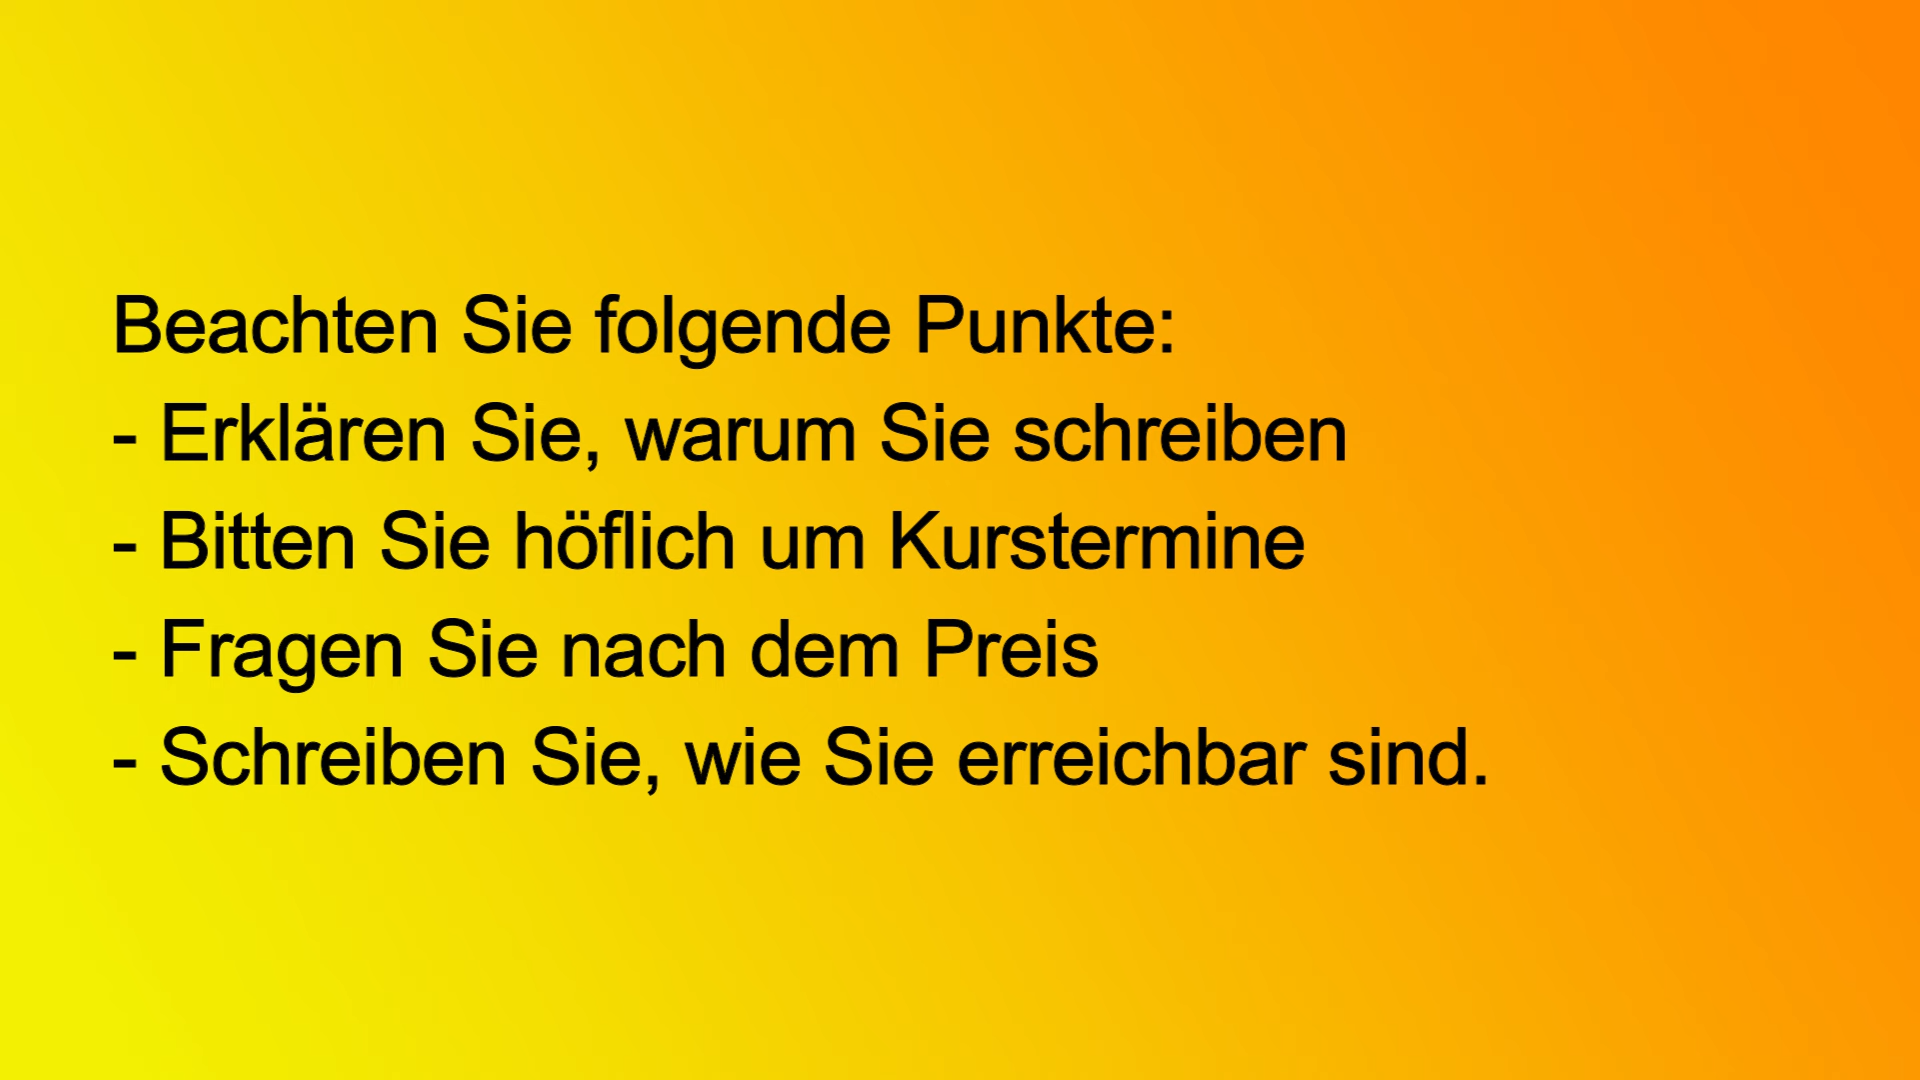 Beachten Sie folgende Punkte:
- Erklären Sie, warum Sie schreiben
- Bitten Sie höflich um Kurstermine
- Fragen Sie nach dem Preis
- Schreiben Sie, wie Sie erreichbar sind.